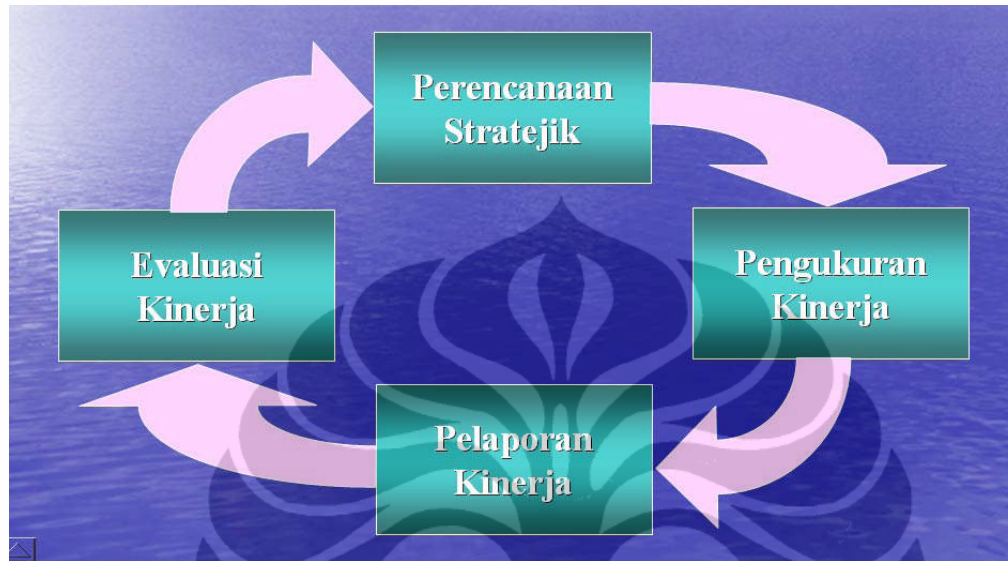 Perencanaan
Stratejik
Pengukuran
Kinerja
Pelaporan
Kinerja
Evaluasi
Kinerja